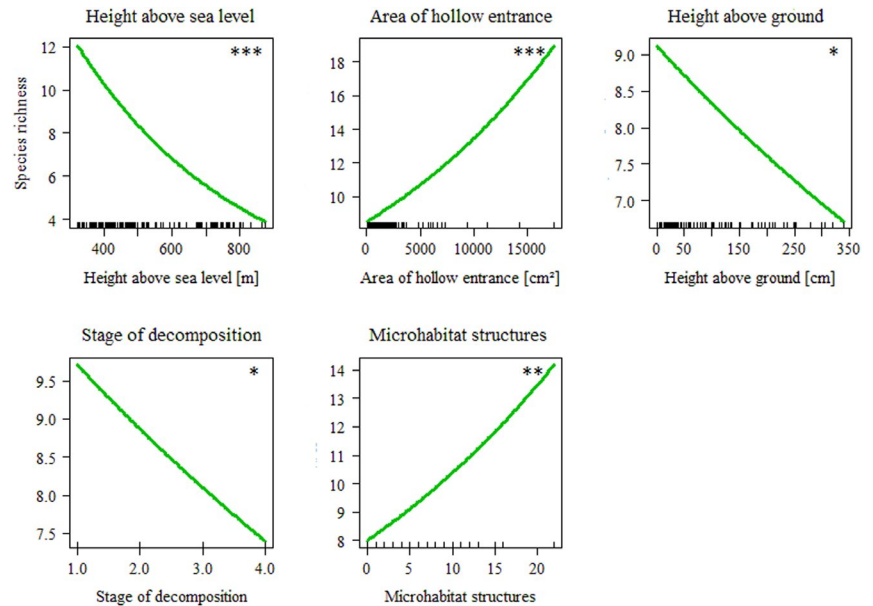 Height above sea level
Area of hollow entrance
Height above ground
***
***
*
Species richness
12
10
8
6
4
18
16
14
12
10
9.0
8.5
8.0
7.5
7.0
400 600 800
0 5000 10000 15000
0 50 150 250 350
Height above sea level [m]
Area of hollow entrance [cm²]
Height above ground [cm]
Stage of decomposition
Microhabitat structures
*
**
9.5
9.0
8.5
8.0
7.5
14
13
12
11
10
9
8
1.0 2.0 3.0 4.0
0 5 10 15 20
Stage of decomposition
Microhabitat structures